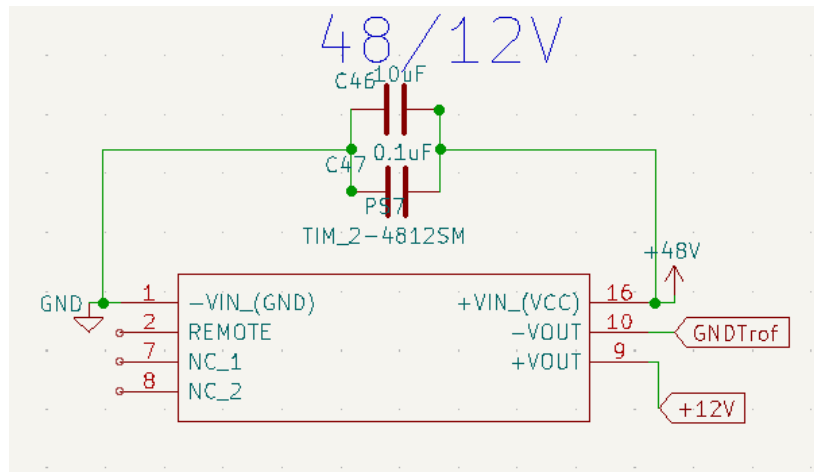 48/12V
C46 10uF
C47 0.1uF
PS7
TIM_2-4812SM
+48V
GND 1 -VIN_(GND) +VIN_(VCC) 16
2 REMOTE -VOUT 10 GNDTrof
7 NC_1 +VOUT 9
8 NC_2
+12V